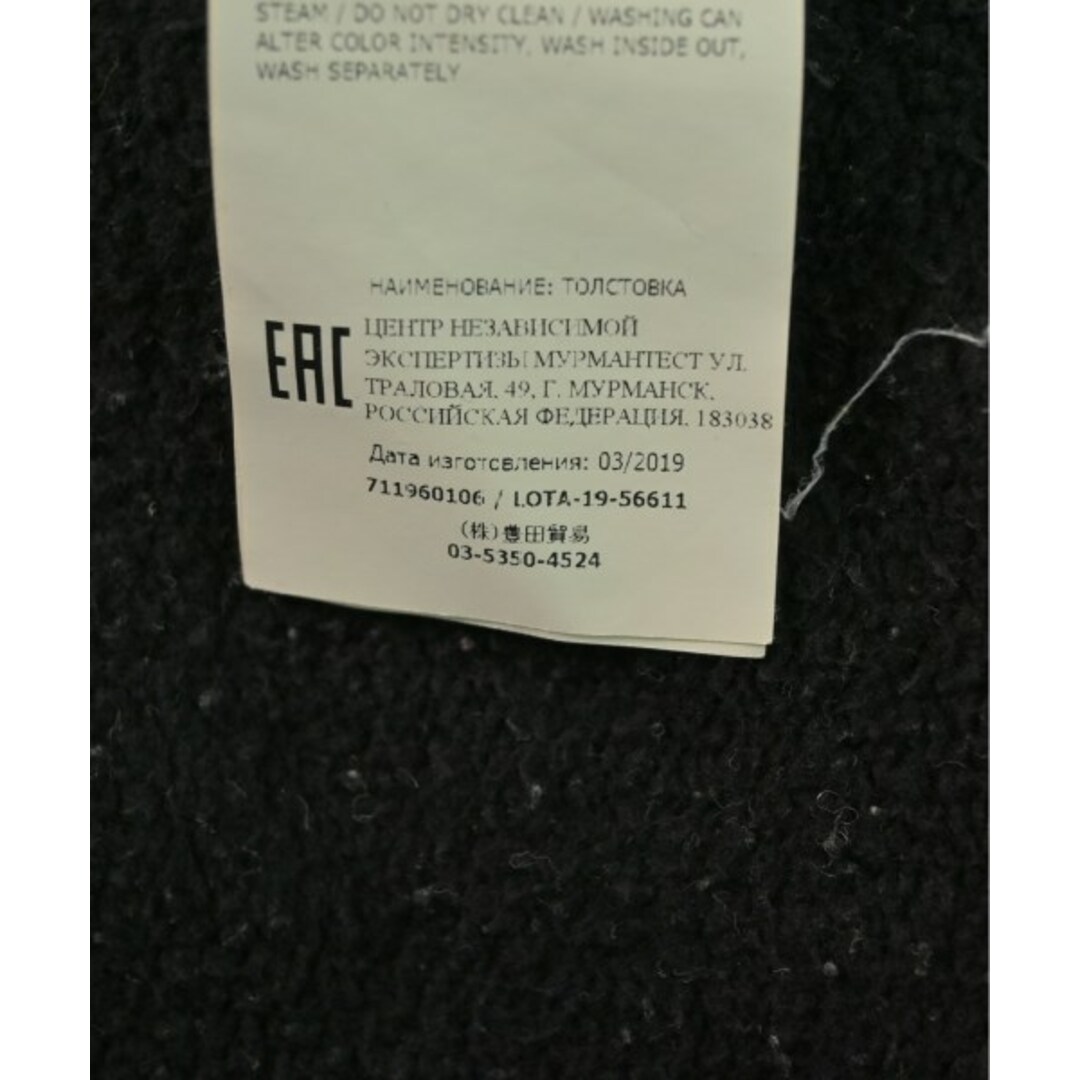 STEAM / DO NOT DRY CLEAN / WASHING CAN
ALTER COLOR INTENSITY, WASH INSIDE OUT,
WASH SEPARATELY
НАИМЕНОВАНИЕ: ТОЛСТОВКА
EAC
ЦЕНТР НЕЗАВИСИМОЙ
ЭКСПЕРТИЗЫ МУРМАНТЕСТ УЛ.
ТРАЛОВАЯ, 49, Г. МУРМАНСК,
РОССИЙСКАЯ ФЕДЕРАЦИЯ, 183038
Дата изготовления: 03/2019
711960106 / LOTA-19-56611
(株)豊田貿易
03-5350-4524